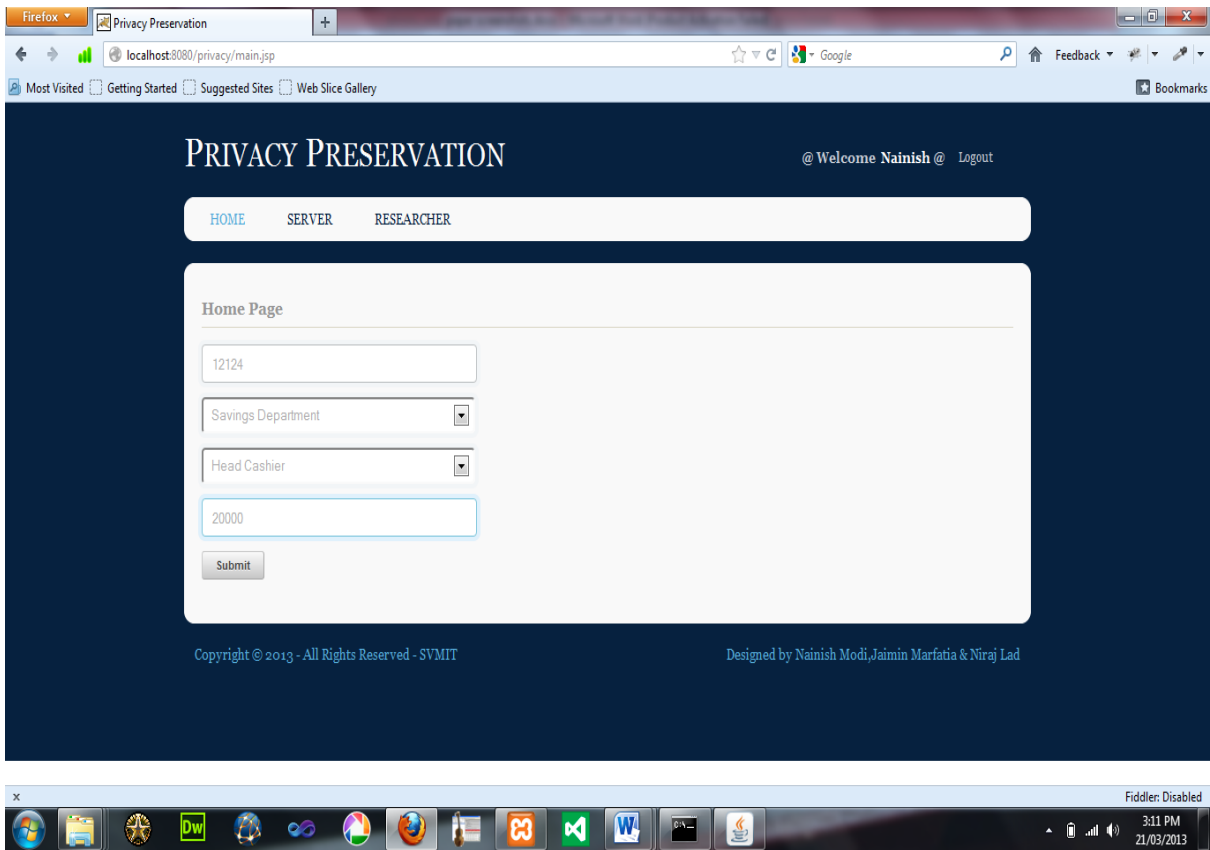 Firefox
Privacy Preservation
+
localhost:8080/privacy/main.jsp
Google
Feedback
Most Visited Getting Started Suggested Sites Web Slice Gallery
Bookmarks
PRIVACY PRESERVATION
@ Welcome Nainish @ Logout
HOME SERVER RESEARCHER
Home Page
12124
Savings Department
Head Cashier
20000
Submit
Copyright © 2013 - All Rights Reserved - SVMIT
Designed by Nainish Modi,Jaimin Marfatia & Niraj Lad
x
Fiddler: Disabled
Dw
W
C:\
3:11 PM
21/03/2013